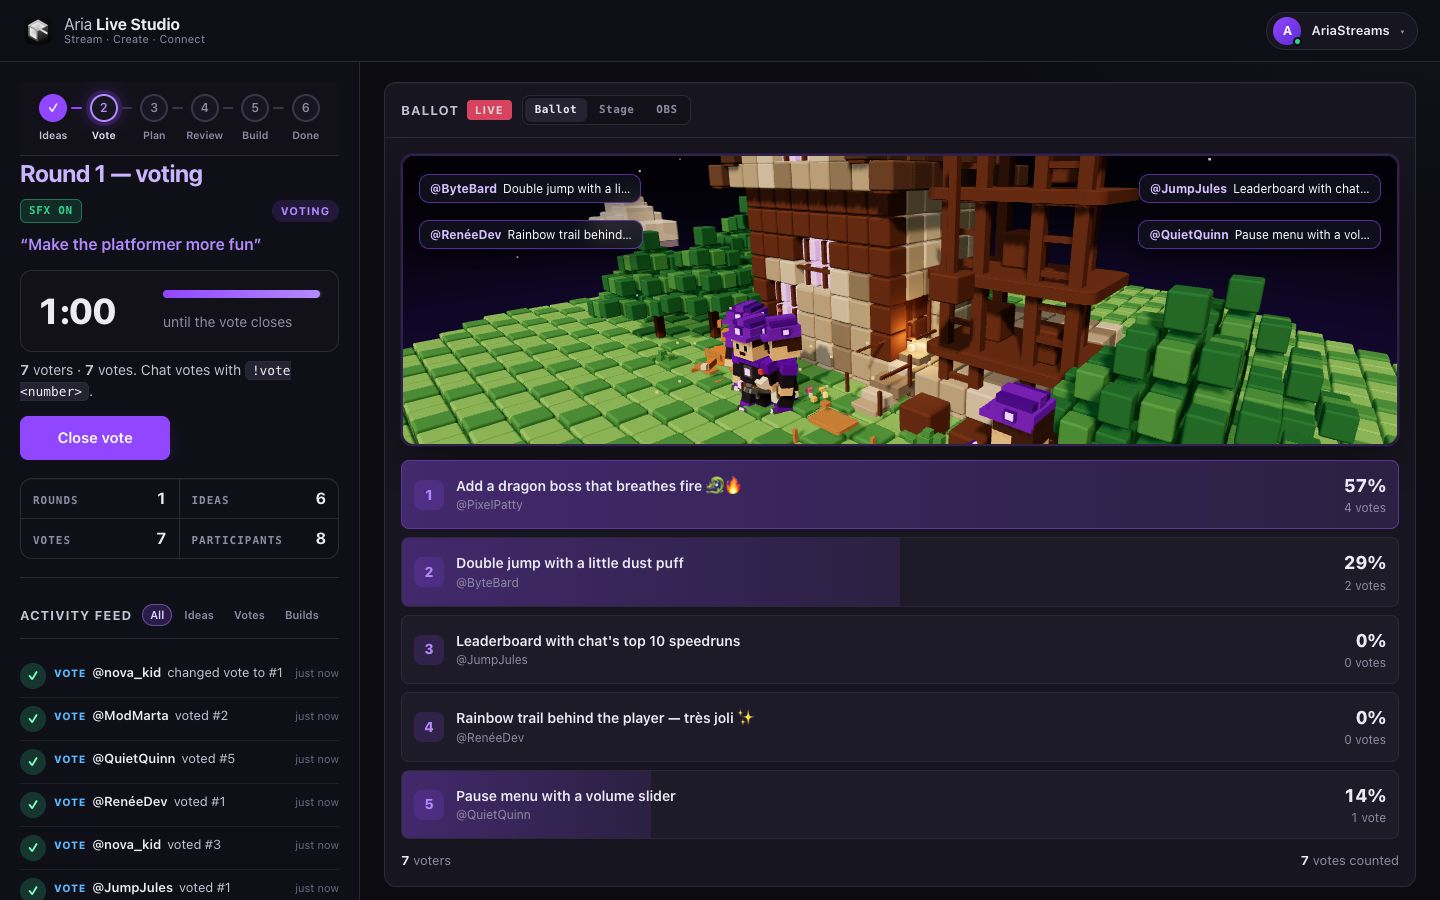 Aria Live Studio
Stream · Create · Connect
A AriaStreams
2 3 4 5 6
Ideas Vote Plan Review Build Done
Round 1 — voting
SFX ON VOTING
“Make the platformer more fun”
1:00
until the vote closes
7 voters · 7 votes. Chat votes with !vote
<number> .
Close vote
ROUNDS 1 IDEAS 6
VOTES 7 PARTICIPANTS 8
ACTIVITY FEED All Ideas Votes Builds
VOTE @nova_kid changed vote to #1 just now
VOTE @ModMarta voted #2 just now
VOTE @QuietQuinn voted #5 just now
VOTE @RenéeDev voted #1 just now
VOTE @nova_kid voted #3 just now
VOTE @JumpJules voted #1 just now
BALLOT LIVE Ballot Stage OBS
@ByteBard Double jump with a li...
@JumpJules Leaderboard with chat...
@RenéeDev Rainbow trail behind...
@QuietQuinn Pause menu with a vol...
1 Add a dragon boss that breathes fire 🐉🔥 57%
@PixelPatty 4 votes
2 Double jump with a little dust puff 29%
@ByteBard 2 votes
3 Leaderboard with chat's top 10 speedruns 0%
@JumpJules 0 votes
4 Rainbow trail behind the player — très joli ✨ 0%
@RenéeDev 0 votes
5 Pause menu with a volume slider 14%
@QuietQuinn 1 vote
7 voters 7 votes counted